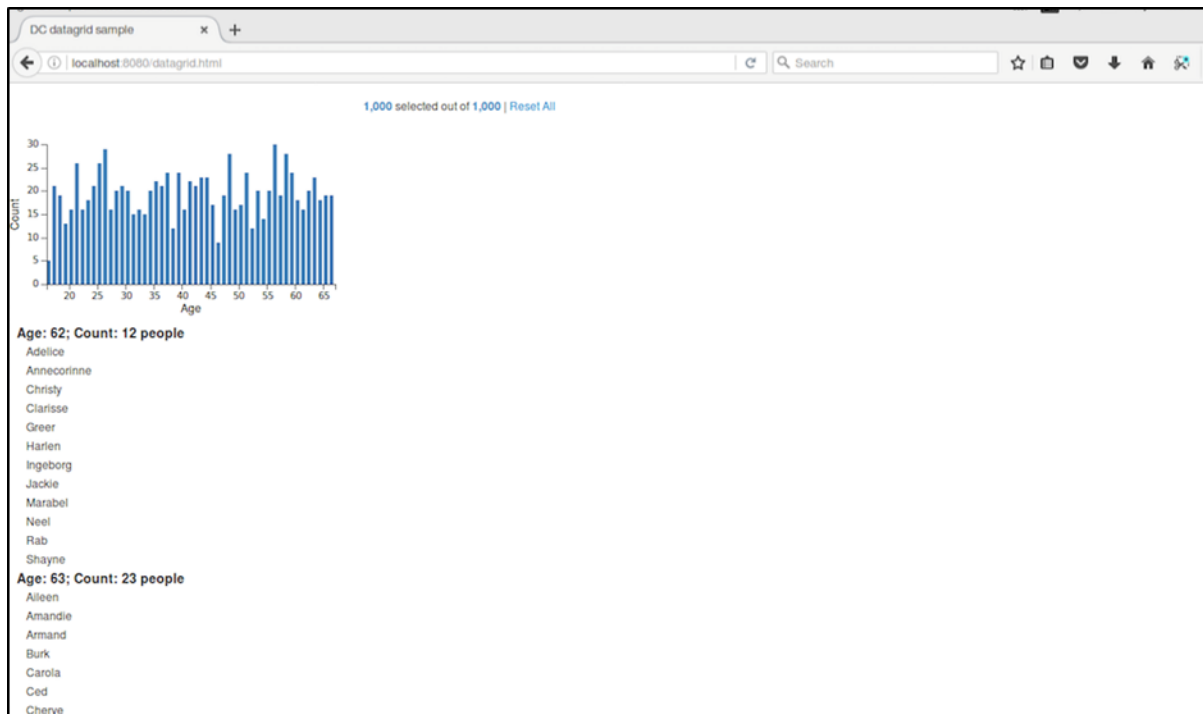 DC datagrid sample
localhost:8080/datagrid.html
Search
1,000 selected out of 1,000 | Reset All
30
25
20
15
10
5
0
Count
20 25 30 35 40 45 50 55 60 65
Age
Age: 62; Count: 12 people
Adelice
Annecorinne
Christy
Clarisse
Greer
Harlen
Ingeborg
Jackie
Marabel
Neel
Rab
Shayne
Age: 63; Count: 23 people
Aileen
Amandie
Armand
Burk
Carola
Ced
Cherye